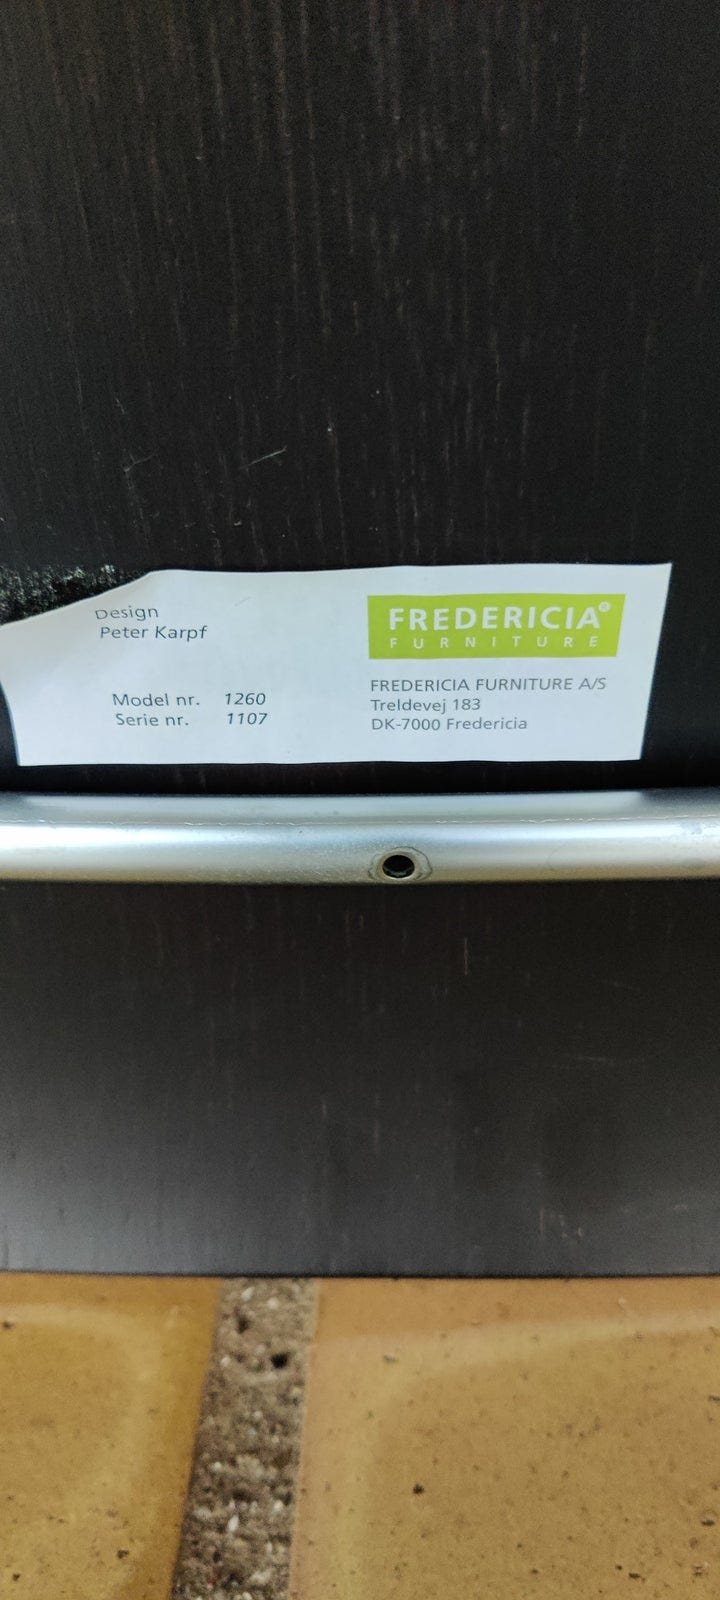 Design
Peter Karpf
Model nr. 1260
Serie nr. 1107
FREDERICIA®
FURNITURE
FREDERICIA FURNITURE A/S
Treldevej 183
DK-7000 Fredericia